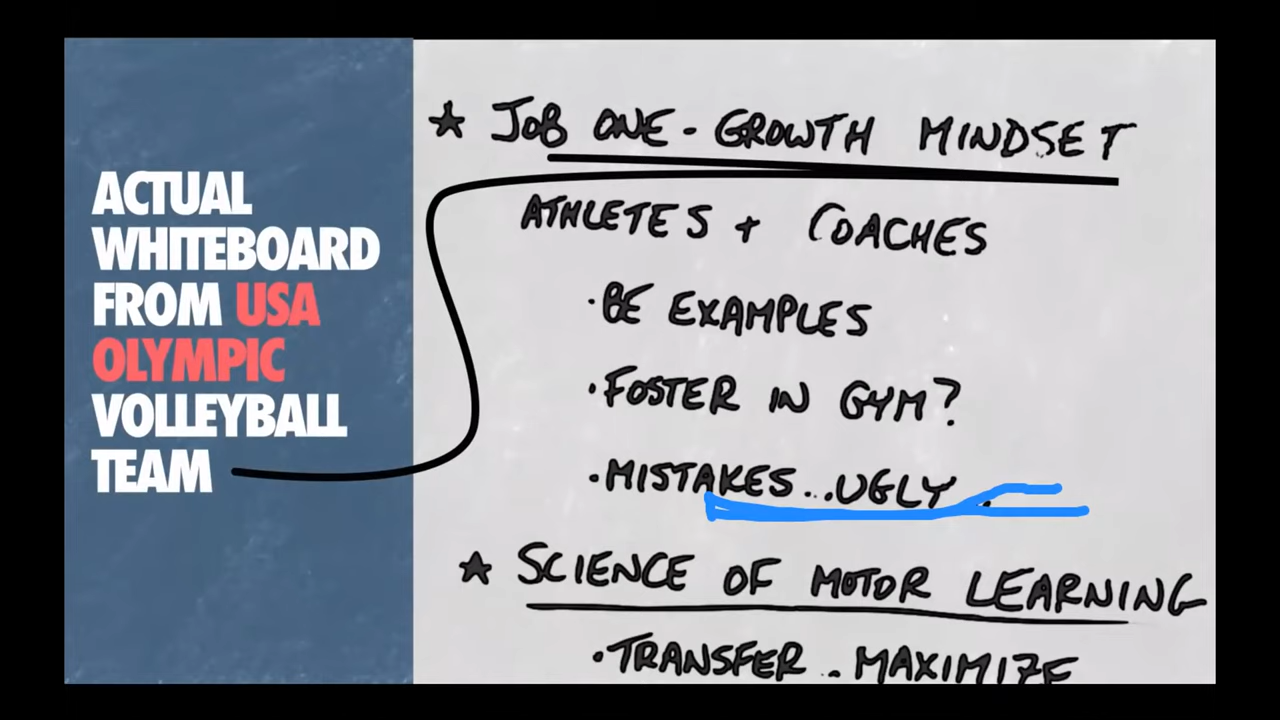 ACTUAL
WHITEBOARD
FROM USA
OLYMPIC
VOLLEYBALL
TEAM
★ JOB ONE - GROWTH MINDSET
ATHLETES + COACHES
· BE EXAMPLES
· FOSTER IN GYM?
· MISTAKES...UGLY.
★ SCIENCE OF MOTOR LEARNING
· TRANSFER..MAXIMIZE